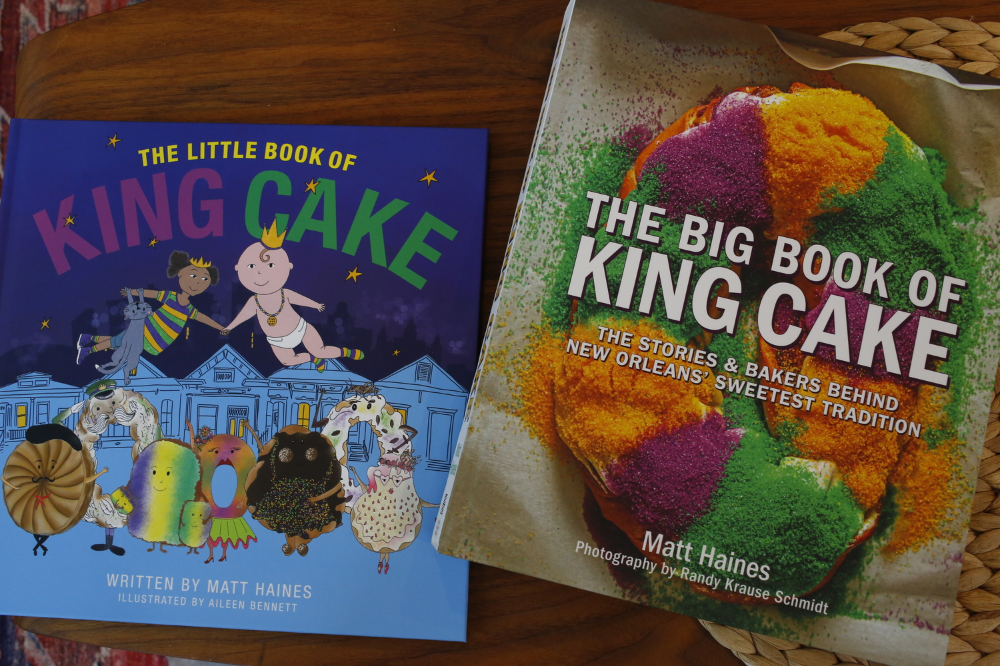 THE LITTLE BOOK OF
KING CAKE
WRITTEN BY MATT HAINES
ILLUSTRATED BY AILEEN BENNETT
THE BIG BOOK OF
KING CAKE
THE STORIES & BAKERS BEHIND
NEW ORLEANS' SWEETEST TRADITION
Matt Haines
Photography by Randy Krause Schmidt